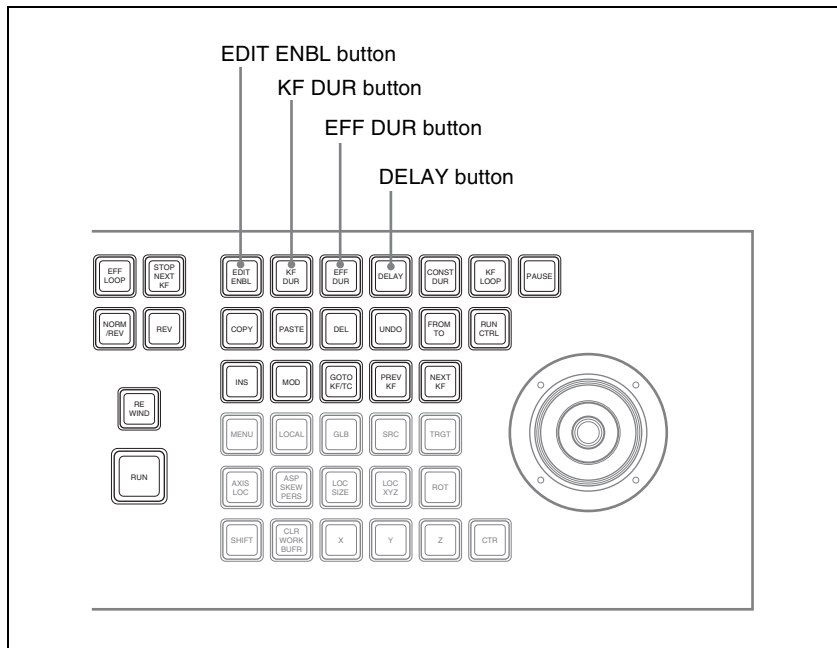 EDIT ENBL button
KF DUR button
EFF DUR button
DELAY button
EFF
LOOP
STOP
NEXT
KF
EDIT
ENBL
KF
DUR
EFF
DUR
DELAY
CONST
DUR
KF
LOOP
PAUSE
NORM
/REV
REV
COPY
PASTE
DEL
UNDO
FROM
TO
RUN
CTRL
INS
MOD
GOTO
KF/TC
PREV
KF
NEXT
KF
RE
WIND
MENU
LOCAL
GLB
SRC
TRGT
RUN
AXIS
LOC
ASP
SKEW
PERS
LOC
SIZE
LOC
XYZ
ROT
SHIFT
CLR
WORK
BUFR
X
Y
Z
CTR